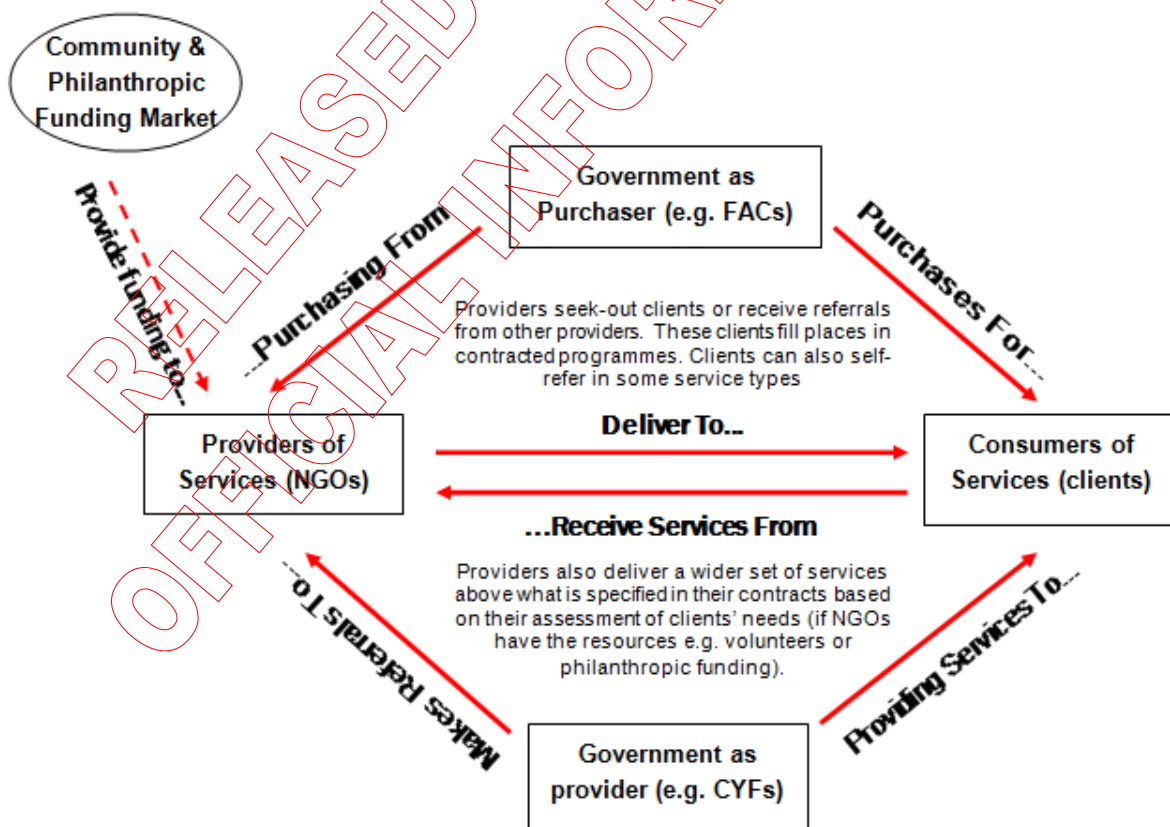 Community &
Philanthropic
Funding Market
RELEASED
OFFICIAL INFOR
Government as
Purchaser (e.g. FACs)
Provide funding to...
...Purchasing From
Purchases For...
Providers seek-out clients or receive referrals
from other providers. These clients fill places in
contracted programmes. Clients can also self-
refer in some service types
Deliver To...
Providers of
Services (NGOs)
Consumers of
Services (clients)
...Receive Services From
Providers also deliver a wider set of services
above what is specified in their contracts based
on their assessment of clients' needs (if NGOs
have the resources e.g. volunteers or
philanthropic funding).
Makes Referrals To...
Providing Services To...
Government as
provider (e.g. CYFs)